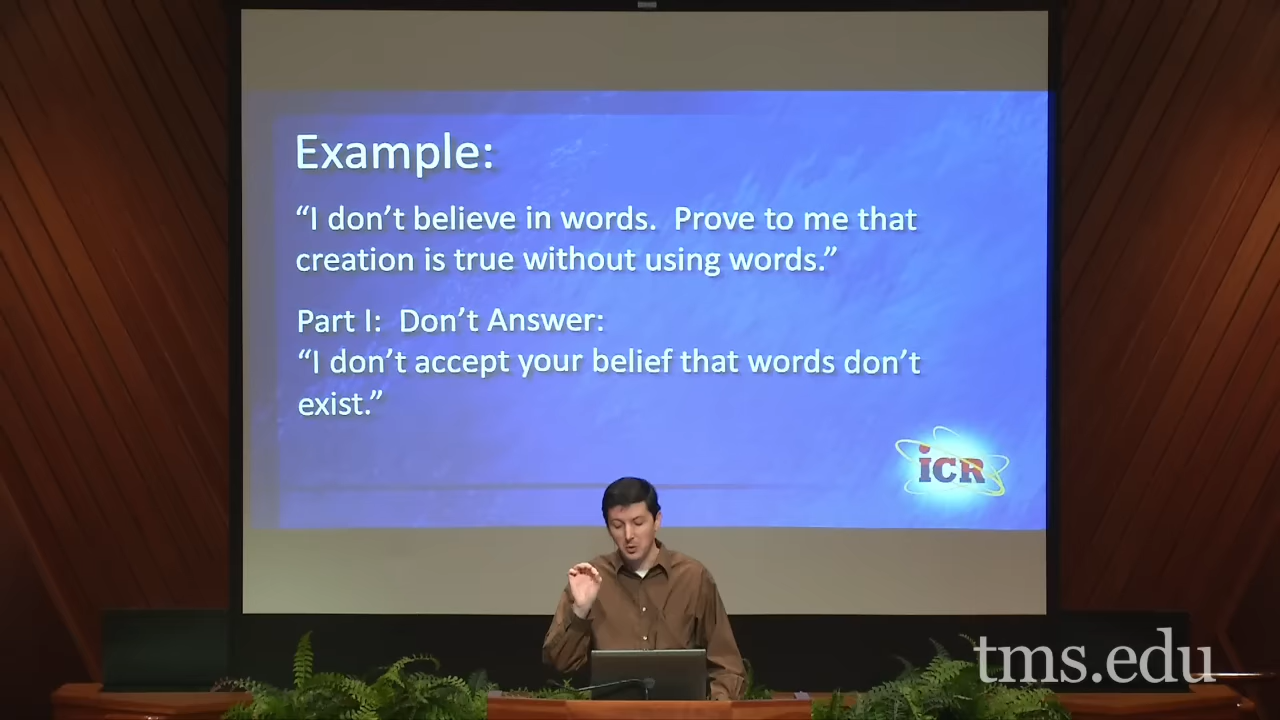 Example:
“I don’t believe in words.  Prove to me that
creation is true without using words.”
Part I:  Don’t Answer:
“I don’t accept your belief that words don’t
exist.”
iCR
tms.edu